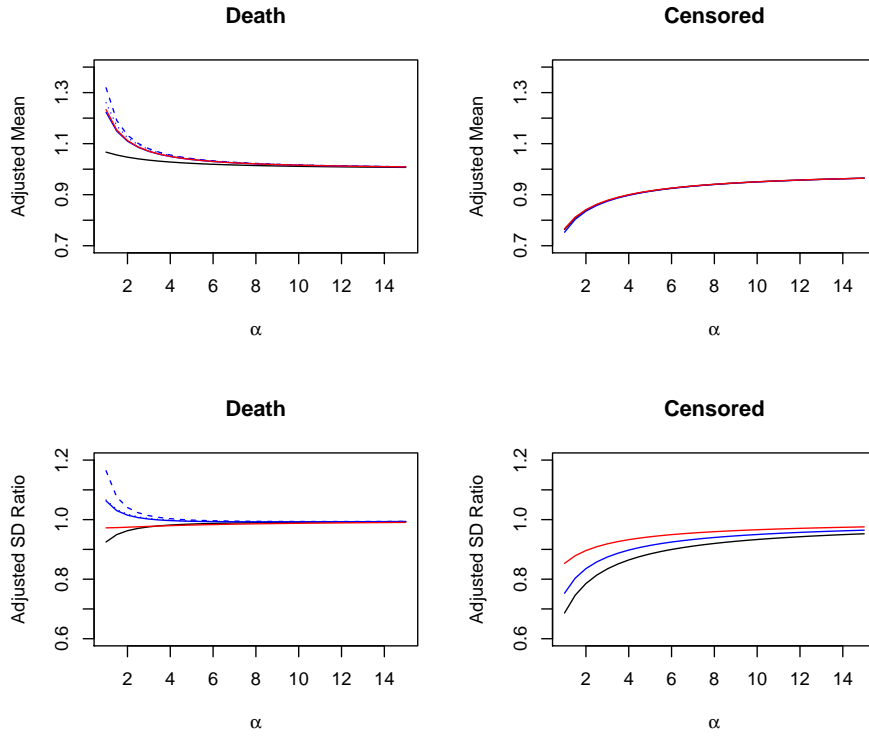 Death
Adjusted Mean
0.7 0.9 1.1 1.3
2 4 6 8 10 12 14
α
Censored
Adjusted Mean
0.7 0.9 1.1 1.3
2 4 6 8 10 12 14
α
Death
Adjusted SD Ratio
0.6 0.8 1.0 1.2
2 4 6 8 10 12 14
α
Censored
Adjusted SD Ratio
0.6 0.8 1.0 1.2
2 4 6 8 10 12 14
α